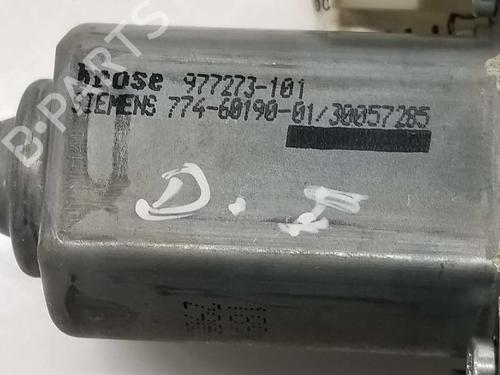 brose 977273-101
SIEMENS 774-60190-01/30057285
D.I
B-PARTS